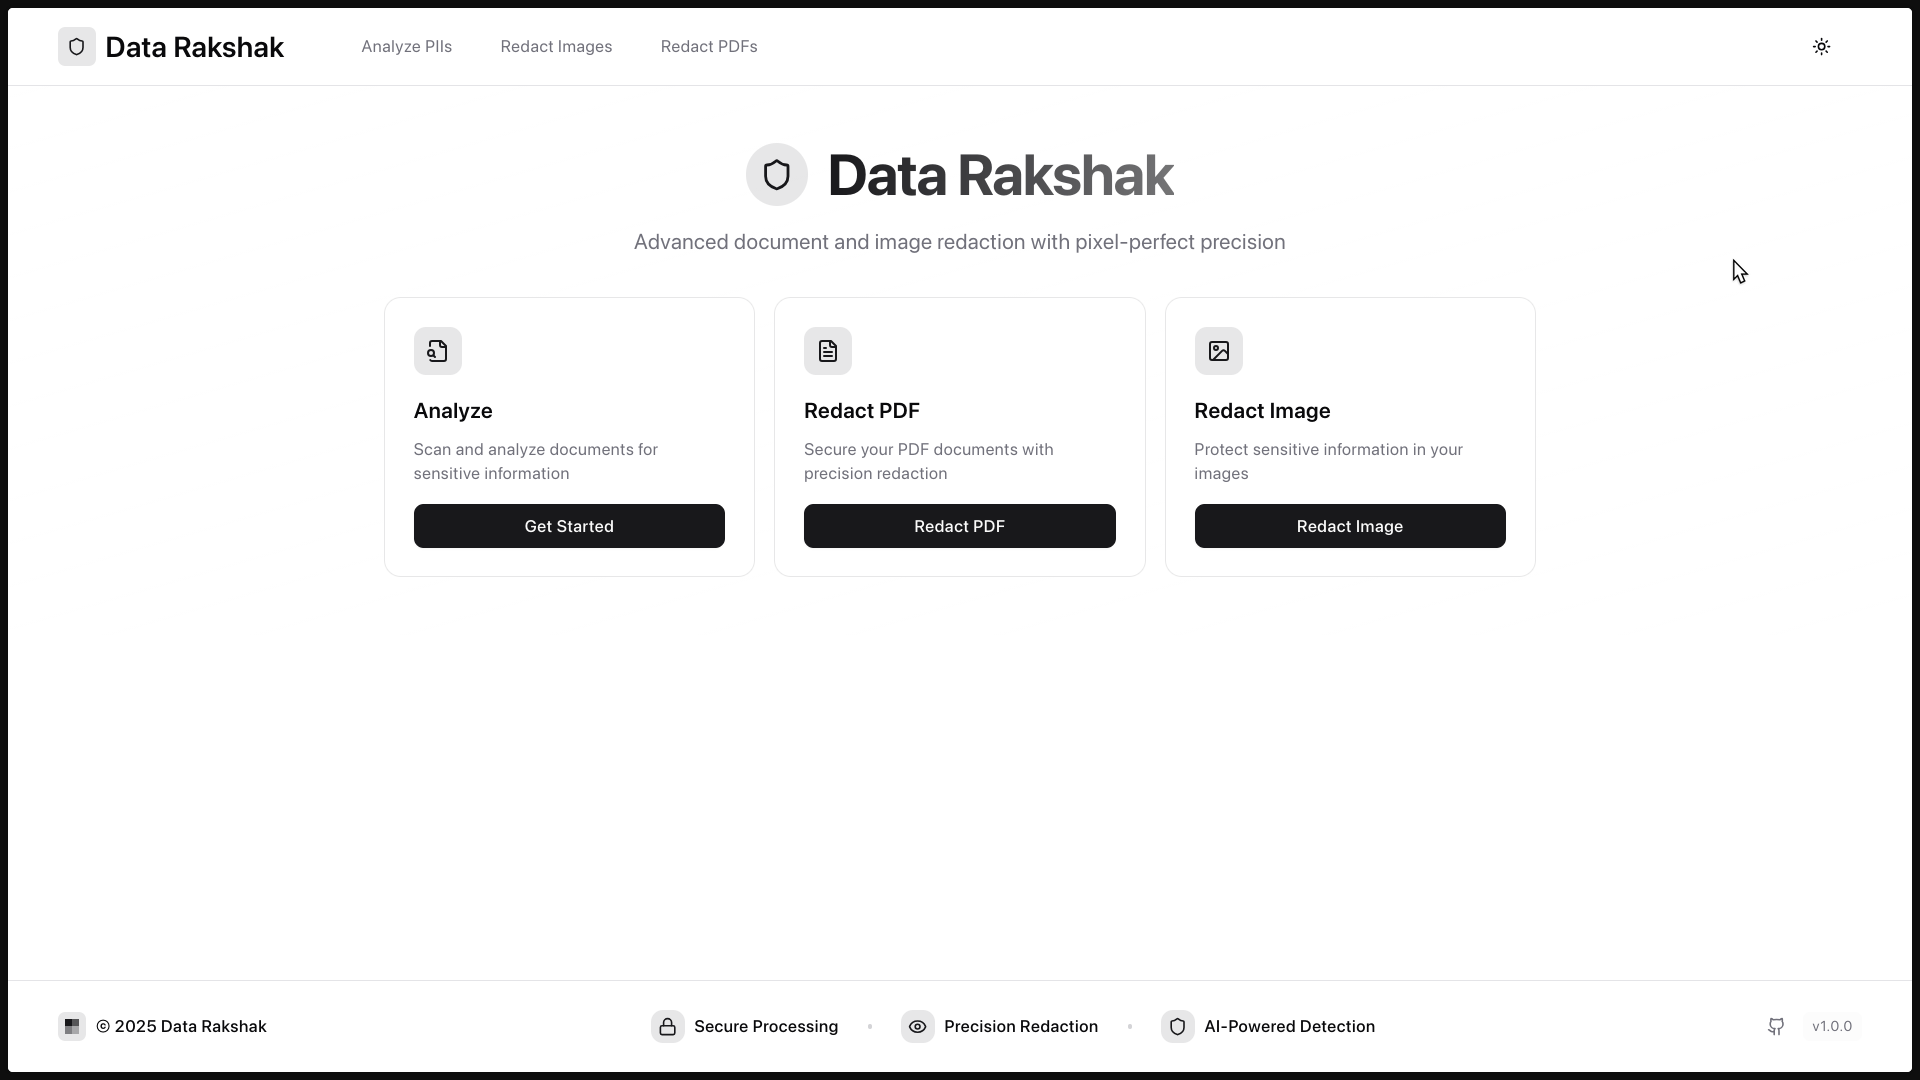 Data Rakshak
Analyze PIIs
Redact Images
Redact PDFs
Data Rakshak
Advanced document and image redaction with pixel-perfect precision
Analyze
Scan and analyze documents for
sensitive information
Get Started
Redact PDF
Secure your PDF documents with
precision redaction
Redact PDF
Redact Image
Protect sensitive information in your
images
Redact Image
© 2025 Data Rakshak
Secure Processing
Precision Redaction
AI-Powered Detection
v1.0.0